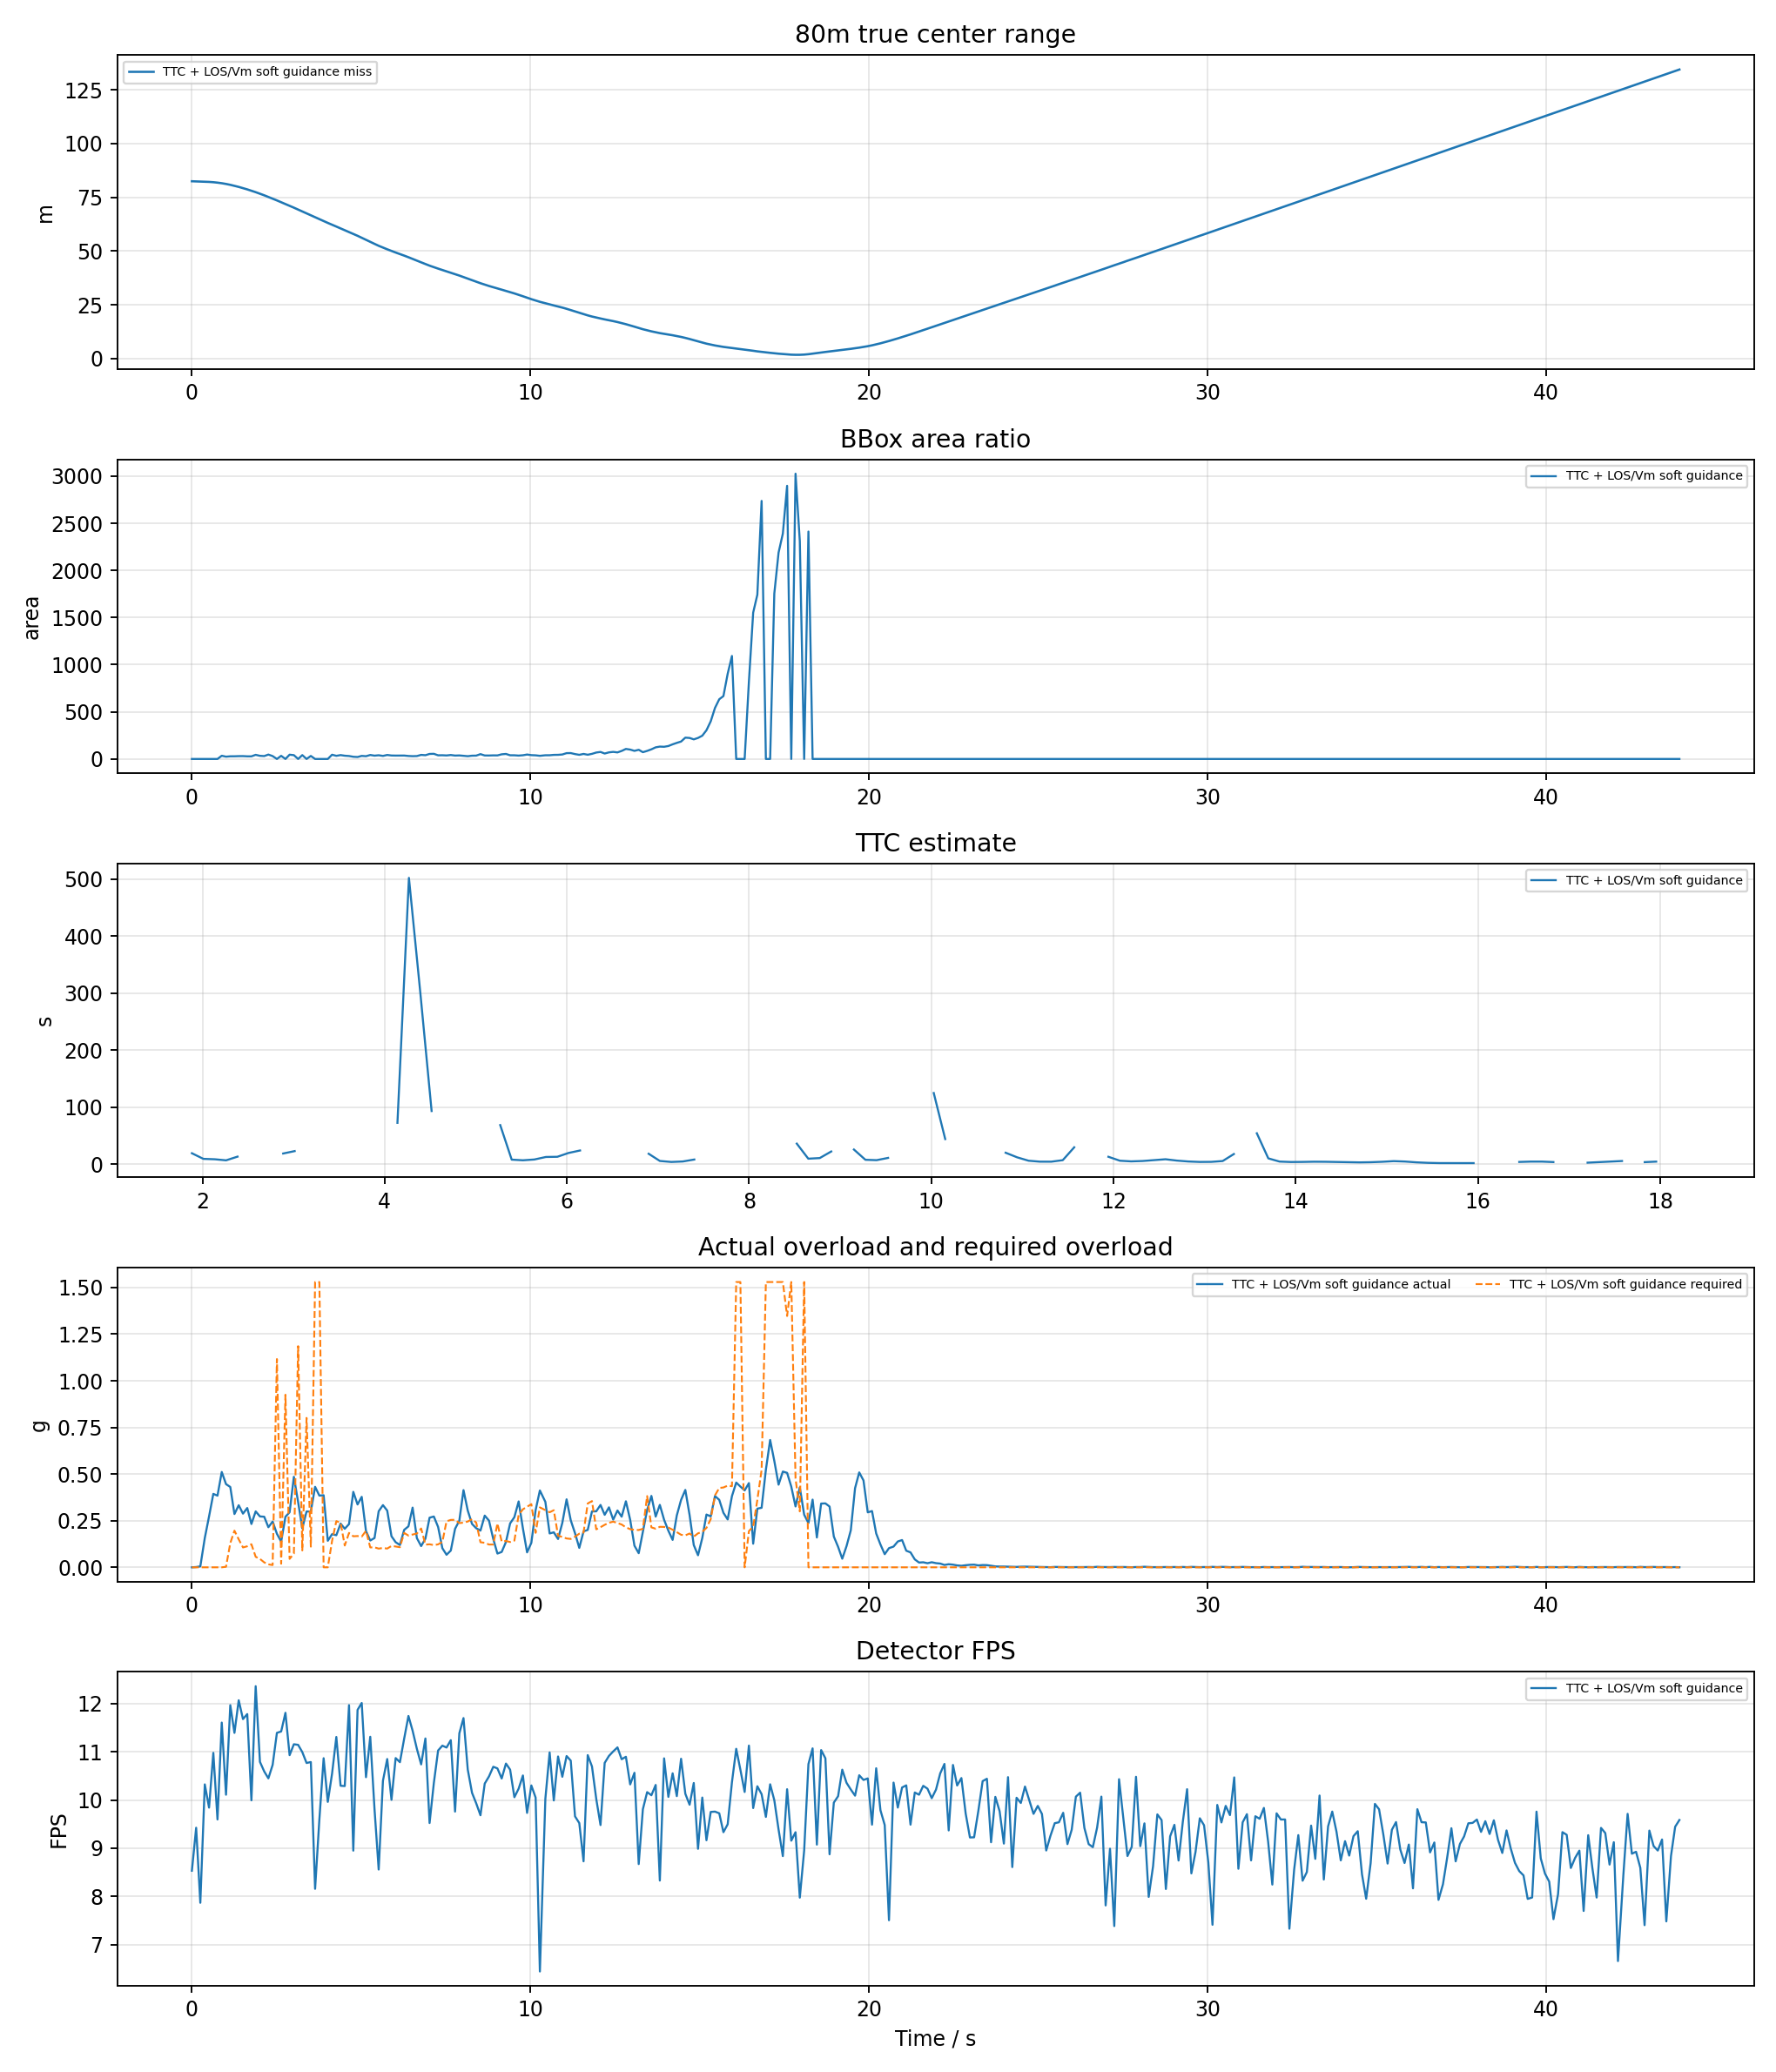 80m true center range
TTC + LOS/Vm soft guidance miss
125
100
75
50
25
0
m
0 10 20 30 40
BBox area ratio
TTC + LOS/Vm soft guidance
3000
2500
2000
1500
1000
500
0
area
0 10 20 30 40
TTC estimate
TTC + LOS/Vm soft guidance
500
400
300
200
100
0
s
2 4 6 8 10 12 14 16 18
Actual overload and required overload
TTC + LOS/Vm soft guidance actual TTC + LOS/Vm soft guidance required
1.50
1.25
1.00
0.75
0.50
0.25
0.00
g
0 10 20 30 40
Detector FPS
TTC + LOS/Vm soft guidance
12
11
10
9
8
7
FPS
0 10 20 30 40
Time / s